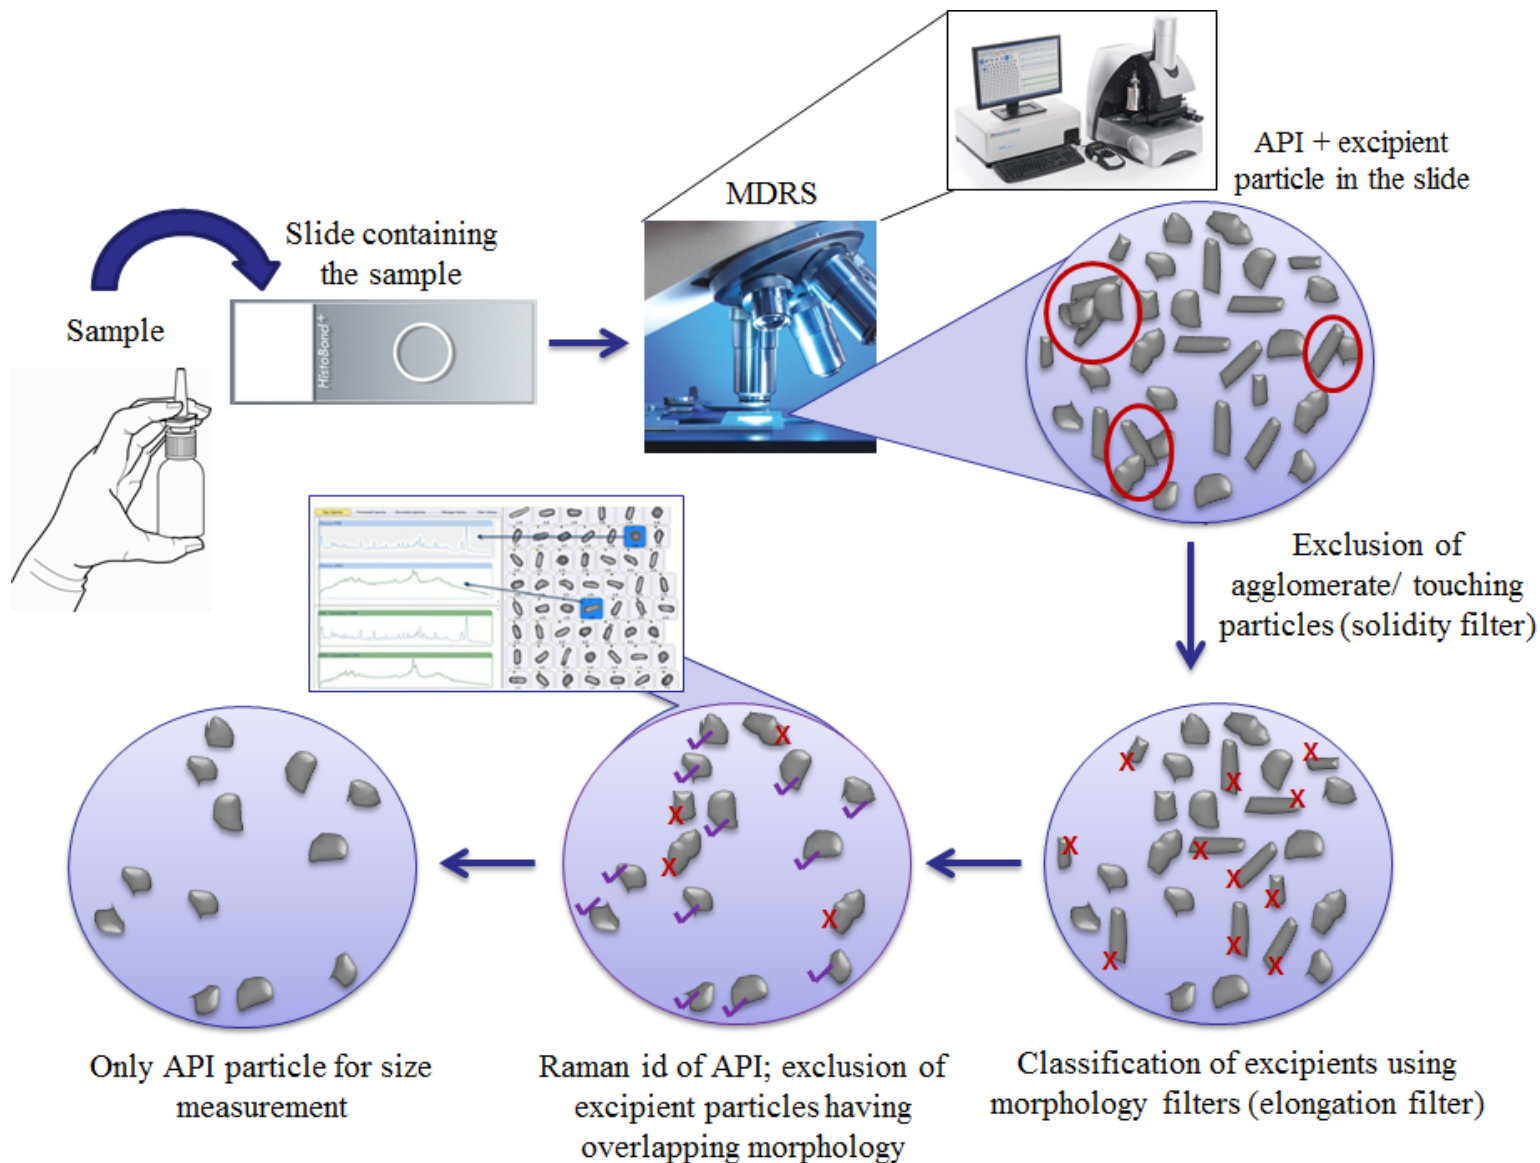 API + excipient
particle in the slide
MDRS
Slide containing
the sample
Sample
HistoBond+
Exclusion of
agglomerate/ touching
particles (solidity filter)
Only API particle for size
measurement
Raman id of API; exclusion of
excipient particles having
overlapping morphology
Classification of excipients using
morphology filters (elongation filter)